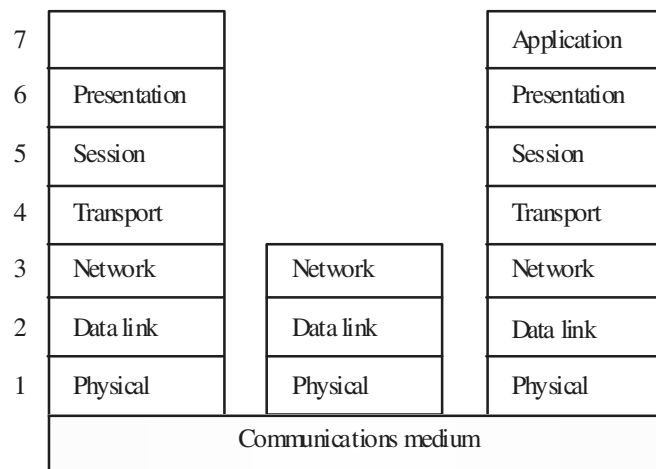 7 Application
6 Presentation Presentation
5 Session Session
4 Transport Transport
3 Network Network Network
2 Data link Data link Data link
1 Physical Physical Physical
Communications medium